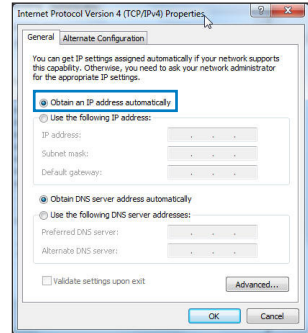 Internet Protocol Version 4 (TCP/IPv4) Properties
General
Alternate Configuration
You can get IP settings assigned automatically if your network supports
this capability. Otherwise, you need to ask your network administrator
for the appropriate IP settings.
Obtain an IP address automatically
Use the following IP address:
IP address:
Subnet mask:
Default gateway:
Obtain DNS server address automatically
Use the following DNS server addresses:
Preferred DNS server:
Alternate DNS server:
Validate settings upon exit
Advanced...
OK
Cancel